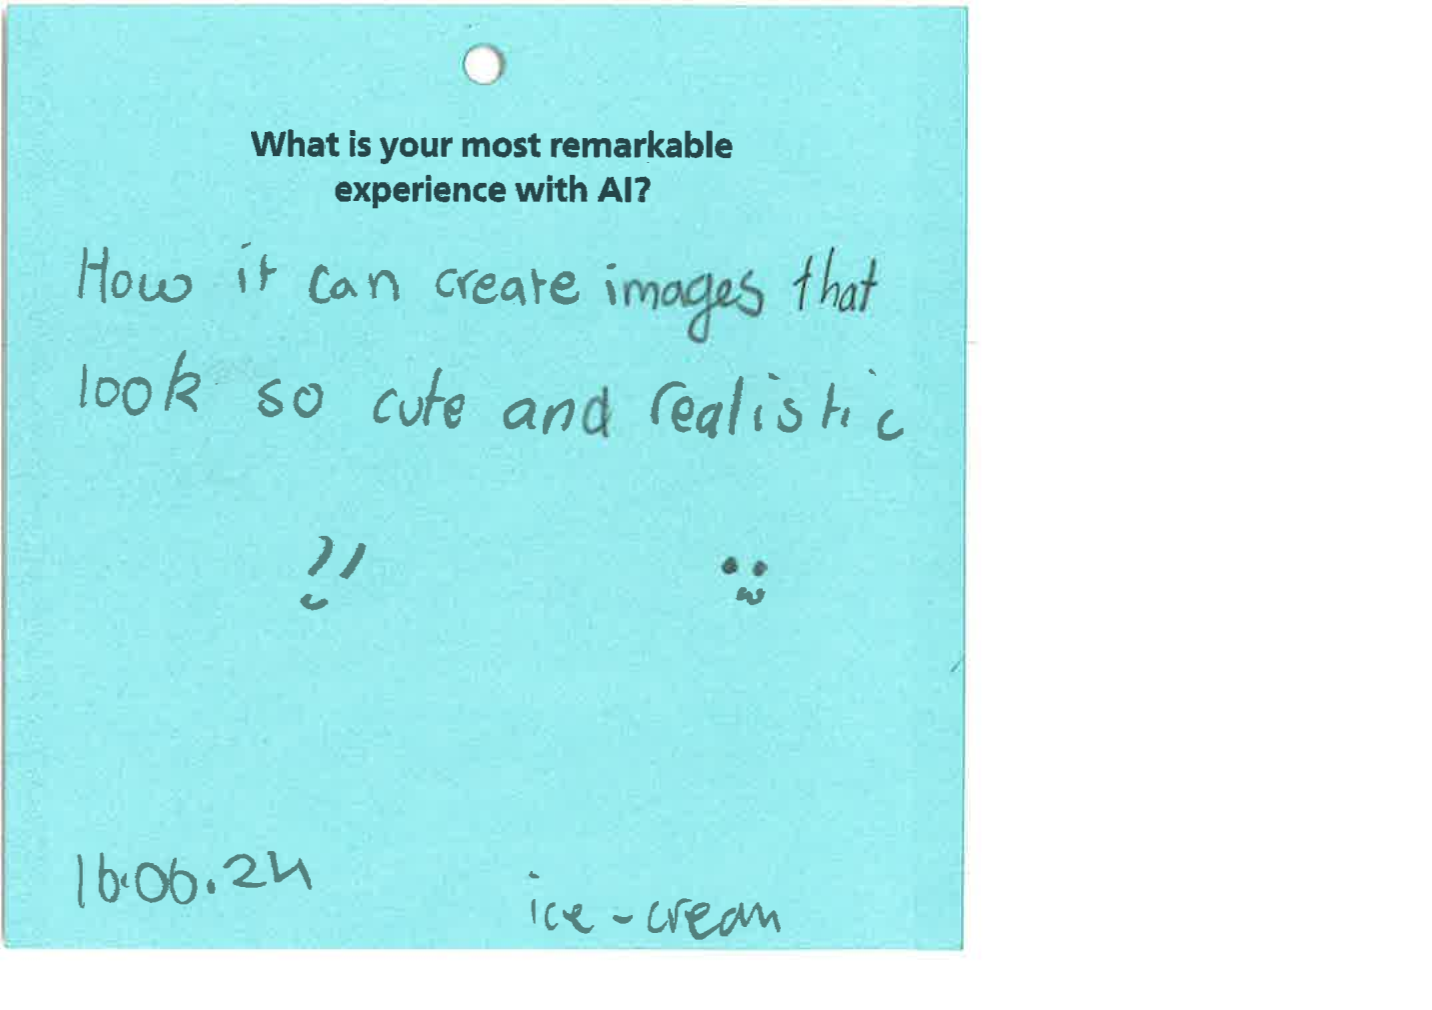 What is your most remarkable
experience with AI?
How it can create images that
look so cute and realistic
16.06.24
ice-cream